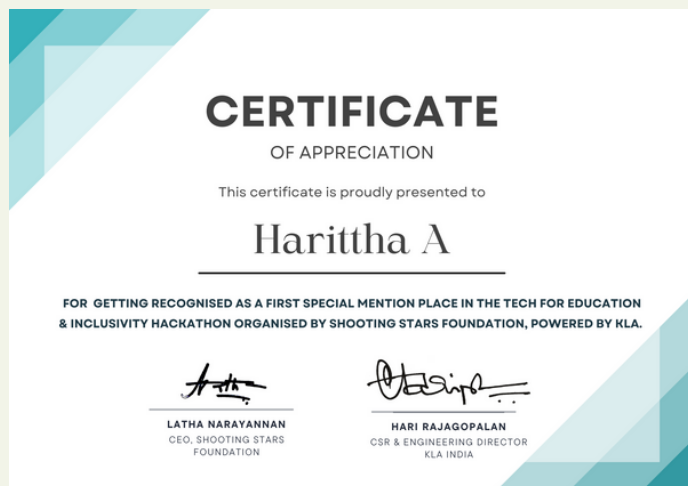 CERTIFICATE
OF APPRECIATION
This certificate is proudly presented to
Harittha A
FOR GETTING RECOGNISED AS A FIRST SPECIAL MENTION PLACE IN THE TECH FOR EDUCATION
& INCLUSIVITY HACKATHON ORGANISED BY SHOOTING STARS FOUNDATION, POWERED BY KLA.
LATHA NARAYANNAN
CEO, SHOOTING STARS
FOUNDATION
HARI RAJAGOPALAN
CSR & ENGINEERING DIRECTOR
KLA INDIA